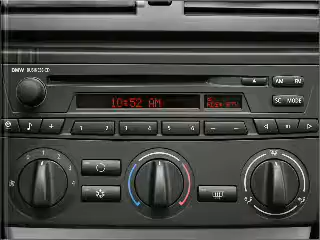 BMW BUSINESS CD
AM FM
10:52 AM
SC MODE
1 2 3 4 5 6